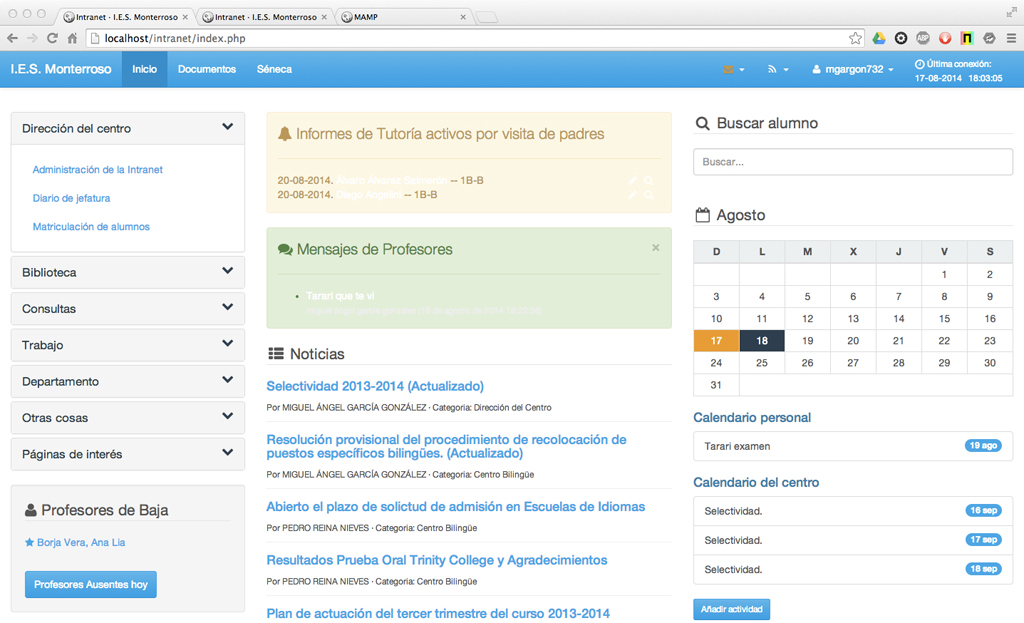 Intranet · I.E.S. Monterroso
Intranet · I.E.S. Monterroso
MAMP
localhost/intranet/index.php
I.E.S. Monterroso
Inicio
Documentos
Séneca
mgargon732
Última conexión:
17-08-2014 18:03:05
Dirección del centro
Administración de la Intranet
Diario de jefatura
Matriculación de alumnos
Biblioteca
Consultas
Trabajo
Departamento
Otras cosas
Páginas de interés
Profesores de Baja
Borja Vera, Ana Lia
Profesores Ausentes hoy
Informes de Tutoría activos por visita de padres
20-08-2014. -- 1B-B
20-08-2014. -- 1B-B
Mensajes de Profesores
Tarari que te vi
Noticias
Selectividad 2013-2014 (Actualizado)
Por MIGUEL ÁNGEL GARCÍA GONZÁLEZ · Categoria: Dirección del Centro
Resolución provisional del procedimiento de recolocación de
puestos específicos bilingües. (Actualizado)
Por MIGUEL ÁNGEL GARCÍA GONZÁLEZ · Categoria: Centro Bilingüe
Abierto el plazo de solicitud de admisión en Escuelas de Idiomas
Por PEDRO REINA NIEVES · Categoria: Centro Bilingüe
Resultados Prueba Oral Trinity College y Agradecimientos
Por PEDRO REINA NIEVES · Categoria: Centro Bilingüe
Plan de actuación del tercer trimestre del curso 2013-2014
Buscar alumno
Buscar...
Agosto
D L M X J V S
1 2
3 4 5 6 7 8 9
10 11 12 13 14 15 16
17 18 19 20 21 22 23
24 25 26 27 28 29 30
31
Calendario personal
Tarari examen 19 ago
Calendario del centro
Selectividad. 16 sep
Selectividad. 17 sep
Selectividad. 18 sep
Añadir actividad